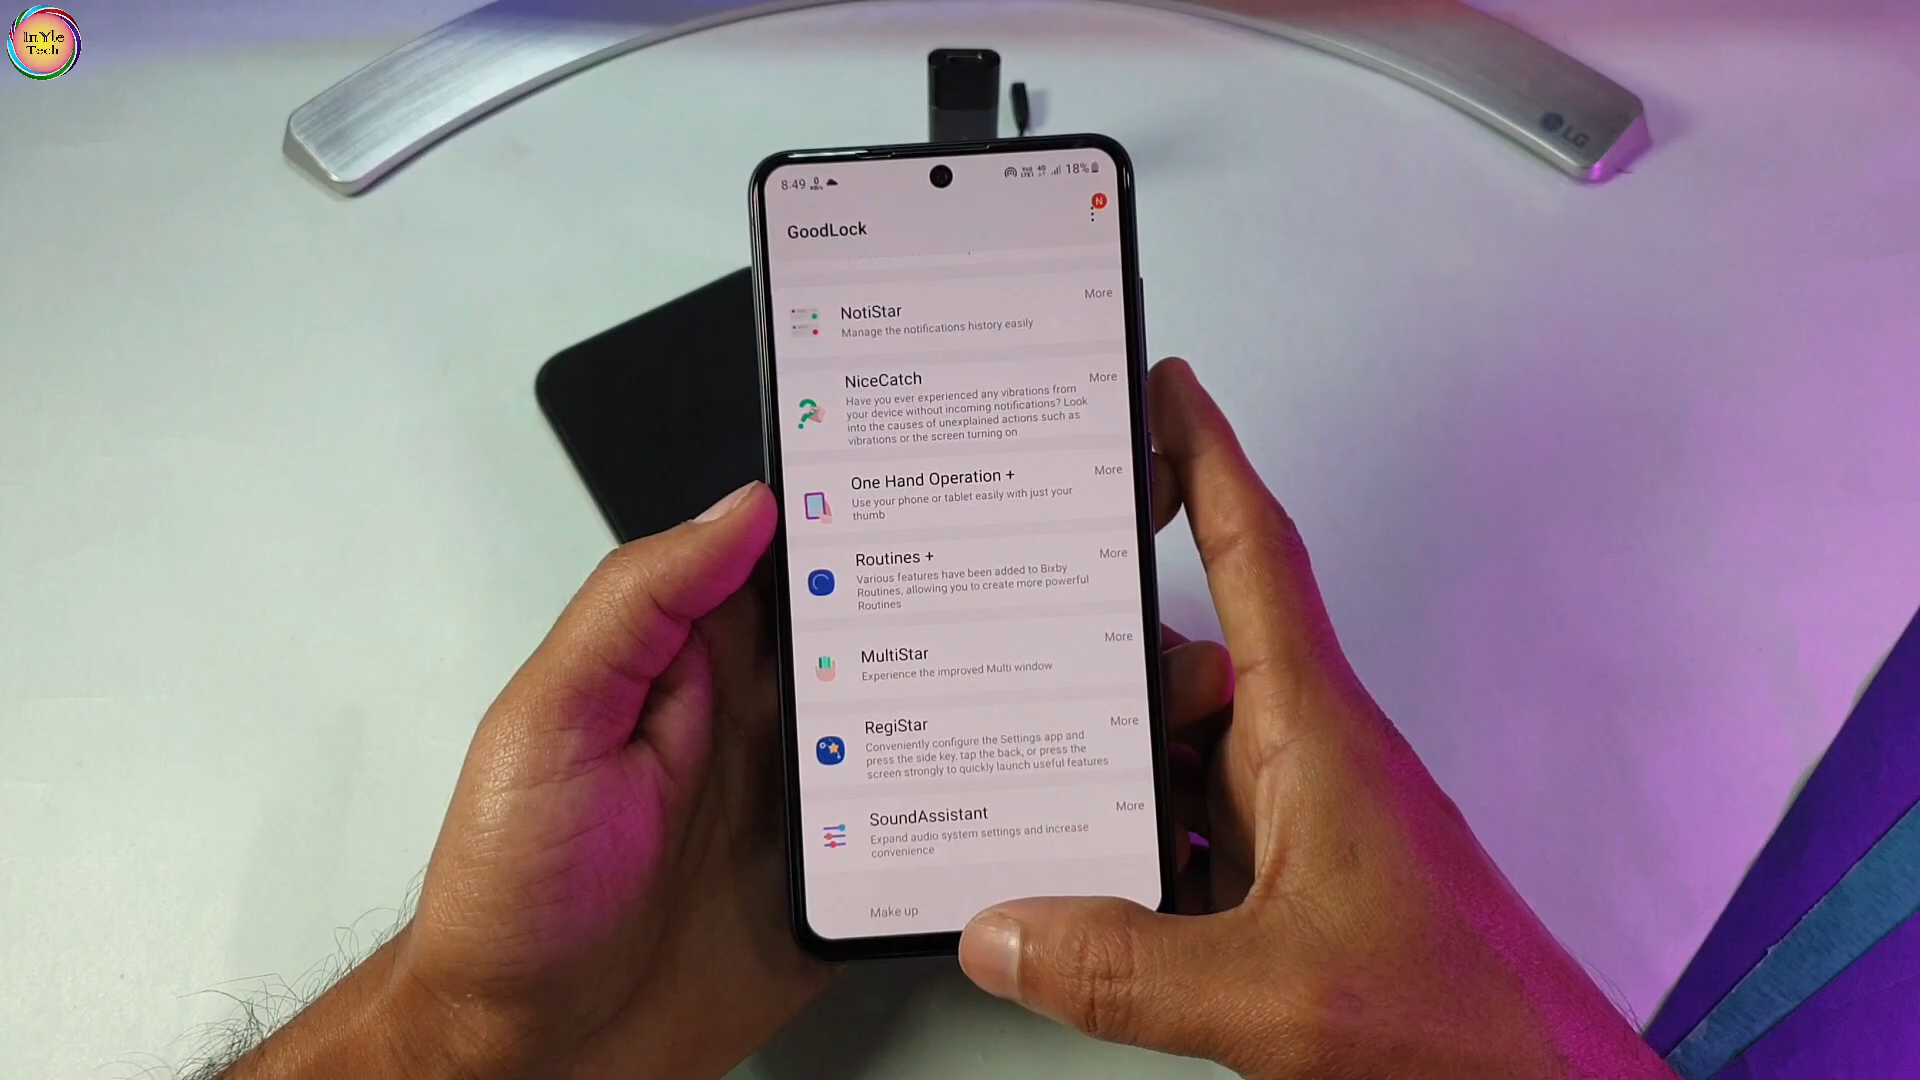 InYle
Tech
LG
8:49
18%
N
GoodLock
NotiStar
More
Manage the notifications history easily
NiceCatch
More
Have you ever experienced any vibrations from
your device without incoming notifications? Look
into the causes of unexplained actions such as
vibrations or the screen turning on
One Hand Operation +
More
Use your phone or tablet easily with just your
thumb
Routines +
More
Various features have been added to Bixby
Routines, allowing you to create more powerful
Routines
MultiStar
More
Experience the improved Multi window
RegiStar
More
Conveniently configure the Settings app and
press the side key, tap the back, or press the
screen strongly to quickly launch useful features
SoundAssistant
More
Expand audio system settings and increase
convenience
Make up